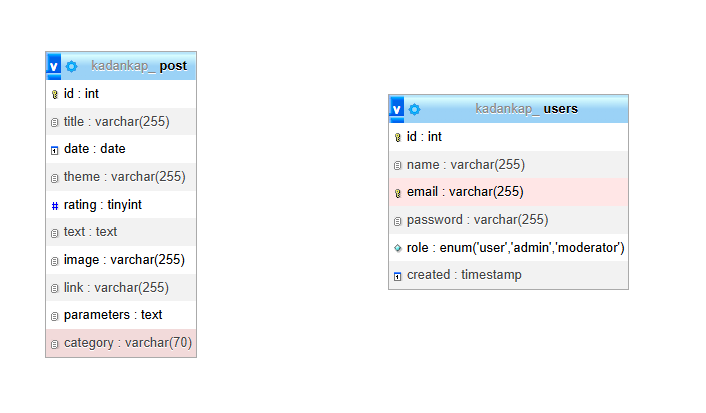 v kadankap_ post
id : int
title : varchar(255)
date : date
theme : varchar(255)
# rating : tinyint
text : text
image : varchar(255)
link : varchar(255)
parameters : text
category : varchar(70)
v kadankap_ users
id : int
name : varchar(255)
email : varchar(255)
password : varchar(255)
role : enum('user','admin','moderator')
created : timestamp